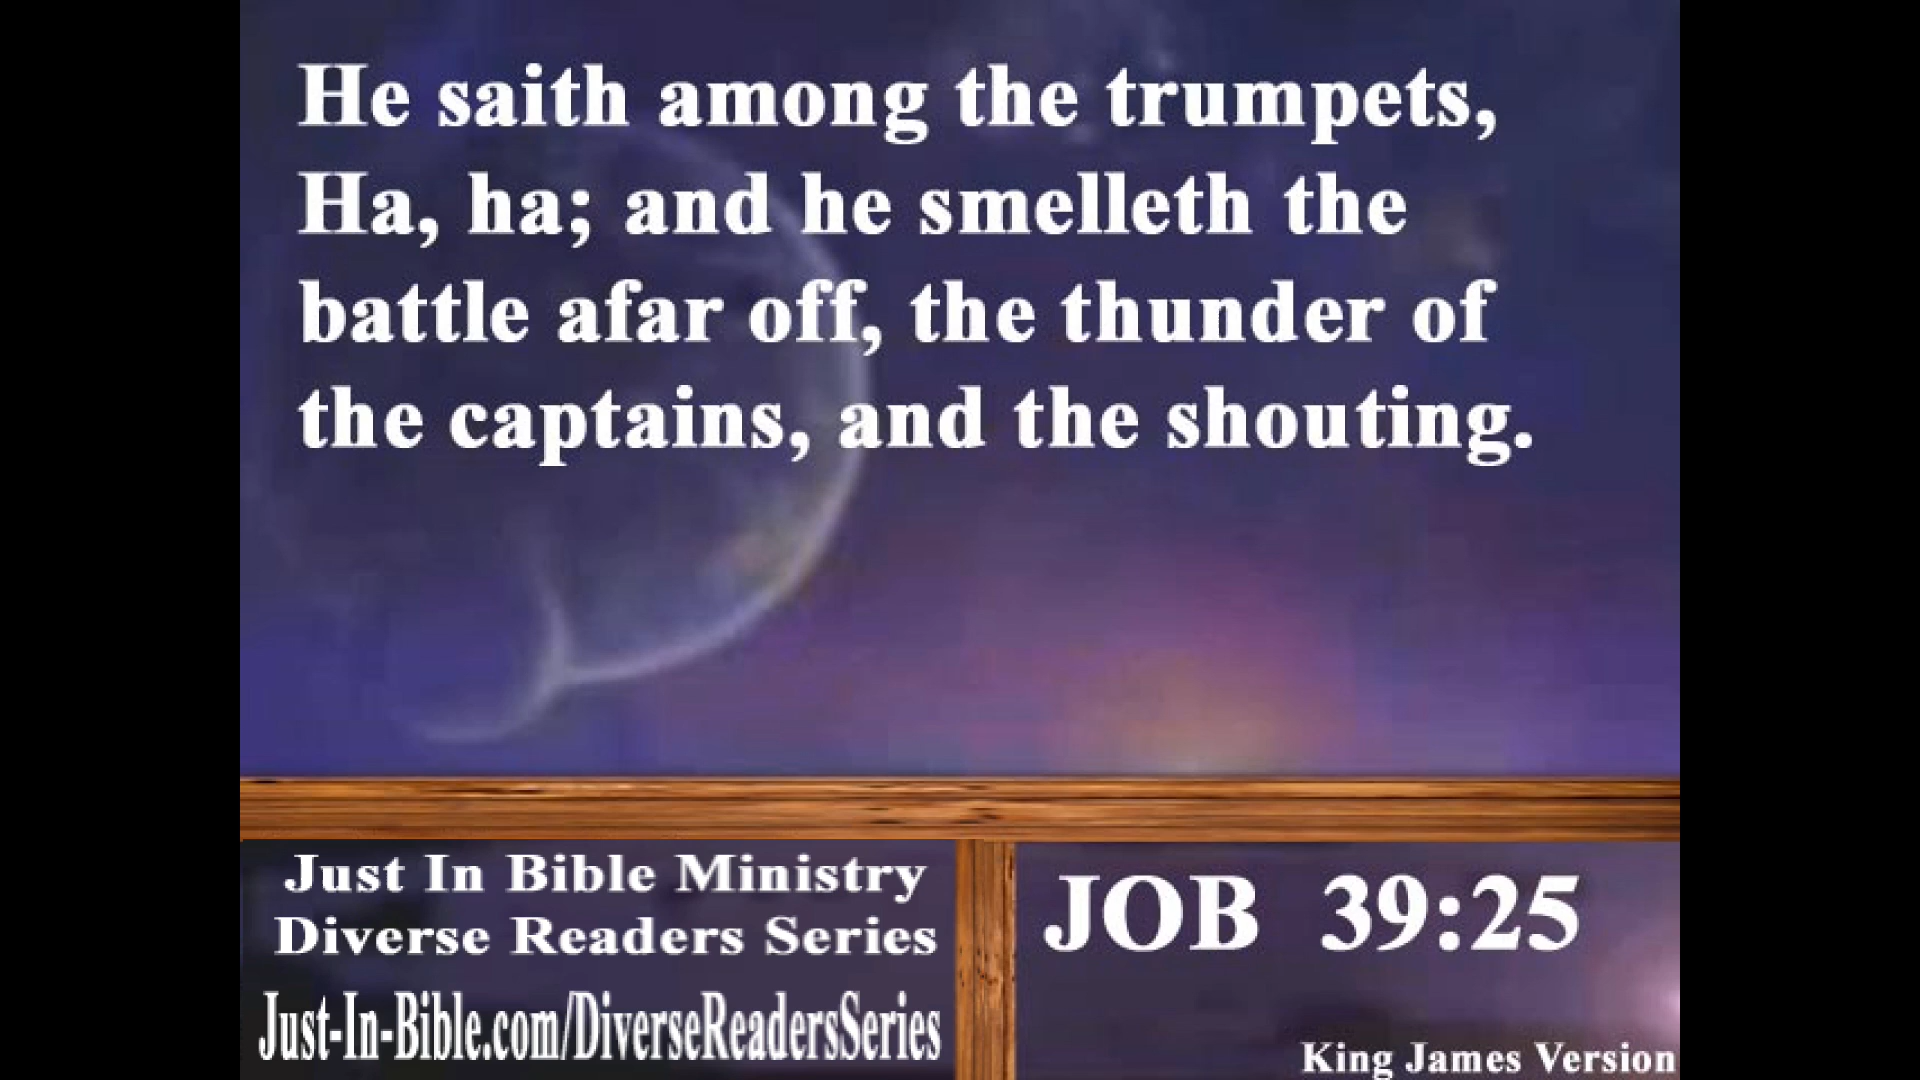 He saith among the trumpets,
Ha, ha; and he smelleth the
battle afar off, the thunder of
the captains, and the shouting.
Just In Bible Ministry
Diverse Readers Series
Just-In-Bible.com/DiverseReadersSeries
JOB 39:25
King James Version